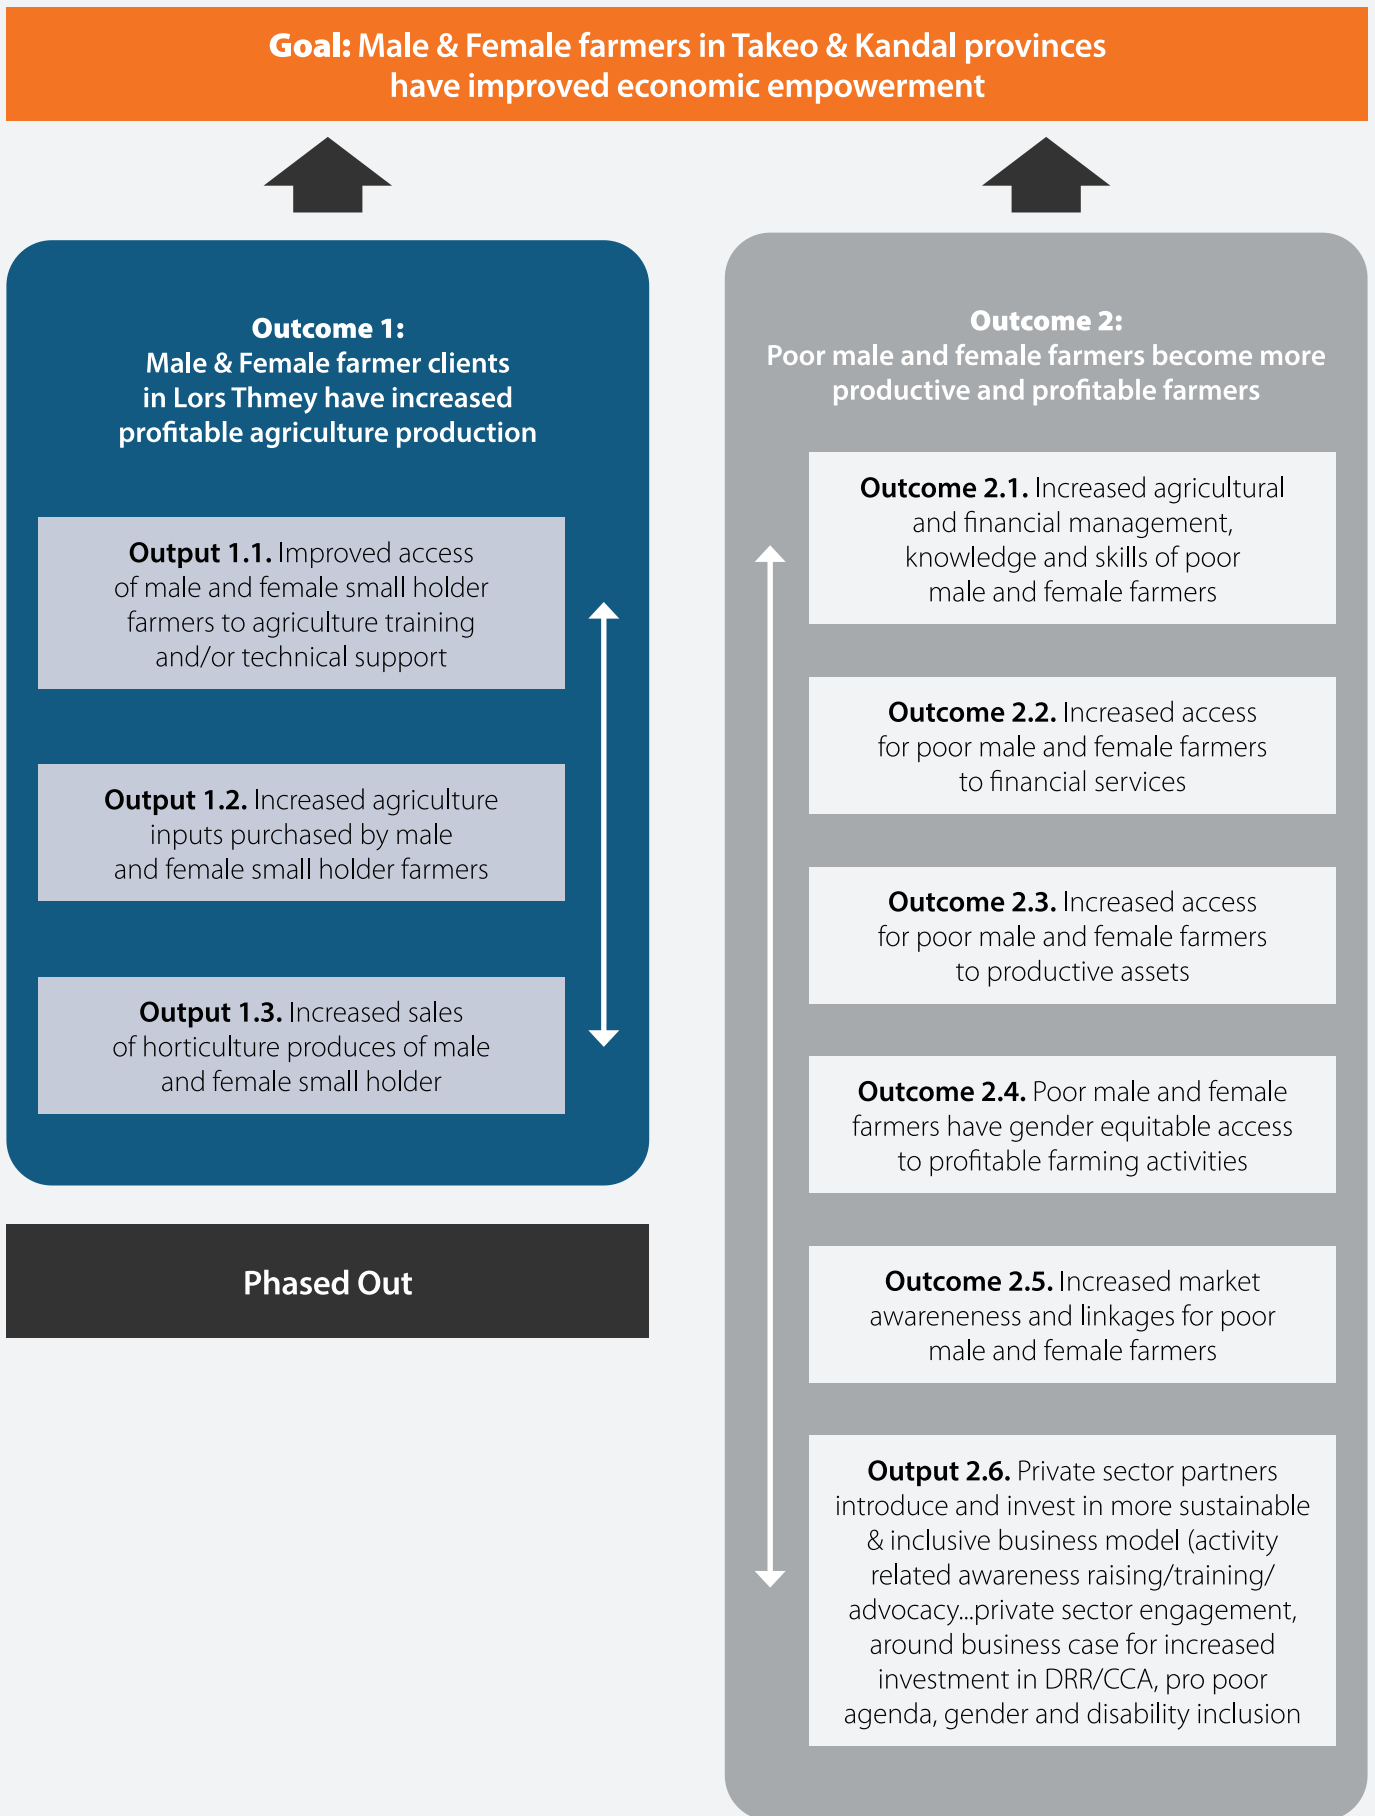 Goal: Male & Female farmers in Takeo & Kandal provinces
have improved economic empowerment
Outcome 1:
Male & Female farmer clients
in Lors Thmey have increased
profitable agriculture production
Output 1.1. Improved access
of male and female small holder
farmers to agriculture training
and/or technical support
Output 1.2. Increased agriculture
inputs purchased by male
and female small holder farmers
Output 1.3. Increased sales
of horticulture produces of male
and female small holder
Phased Out
Outcome 2:
Poor male and female farmers become more
productive and profitable farmers
Outcome 2.1. Increased agricultural
and financial management,
knowledge and skills of poor
male and female farmers
Outcome 2.2. Increased access
for poor male and female farmers
to financial services
Outcome 2.3. Increased access
for poor male and female farmers
to productive assets
Outcome 2.4. Poor male and female
farmers have gender equitable access
to profitable farming activities
Outcome 2.5. Increased market
awareneness and linkages for poor
male and female farmers
Output 2.6. Private sector partners
introduce and invest in more sustainable
& inclusive business model (activity
related awareness raising/training/
advocacy...private sector engagement,
around business case for increased
investment in DRR/CCA, pro poor
agenda, gender and disability inclusion